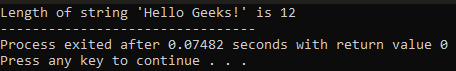 Length of string 'Hello Geeks!' is 12
--------------------------------
Process exited after 0.07482 seconds with return value 0
Press any key to continue . . .